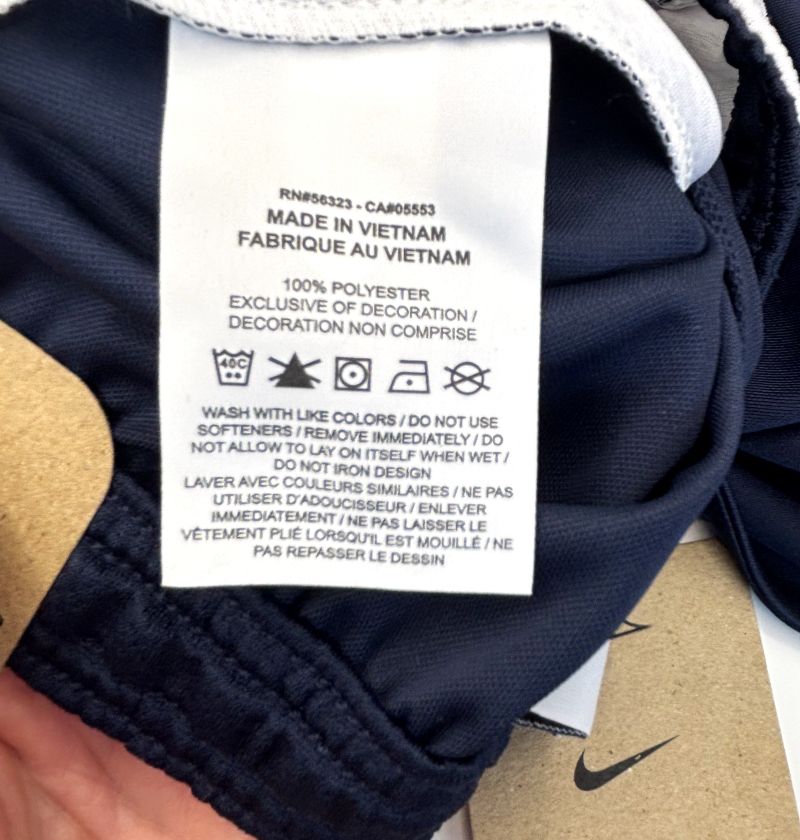 RN#56323 - CA#05553
MADE IN VIETNAM
FABRIQUE AU VIETNAM
100% POLYESTER
EXCLUSIVE OF DECORATION /
DECORATION NON COMPRISE
40C
WASH WITH LIKE COLORS / DO NOT USE
SOFTENERS / REMOVE IMMEDIATELY / DO
NOT ALLOW TO LAY ON ITSELF WHEN WET /
DO NOT IRON DESIGN
LAVER AVEC COULEURS SIMILAIRES / NE PAS
UTILISER D'ADOUCISSEUR / ENLEVER
IMMEDIATEMENT / NE PAS LAISSER LE
VÊTEMENT PLIÉ LORSQU'IL EST MOUILLÉ / NE
PAS REPASSER LE DESSIN